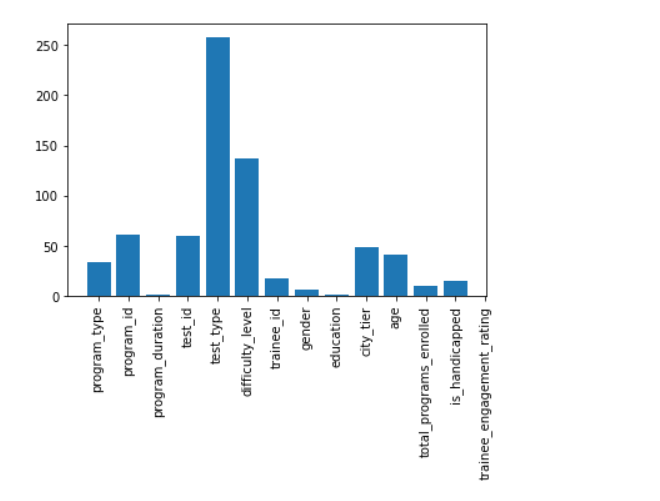 250
200
150
100
50
0
program_type
program_id
program_duration
test_id
test_type
difficulty_level
trainee_id
gender
education
city_tier
age
total_programs_enrolled
is_handicapped
trainee_engagement_rating